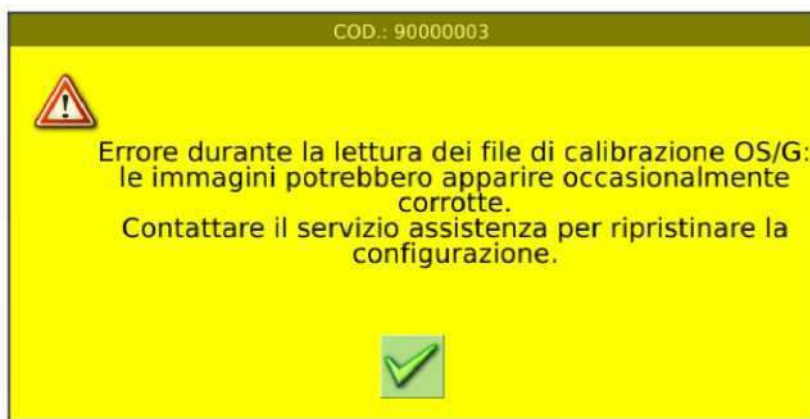 COD.: 90000003
Errore durante la lettura dei file di calibrazione OS/G:
le immagini potrebbero apparire occasionalmente
corrotte.
Contattare il servizio assistenza per ripristinare la
configurazione.